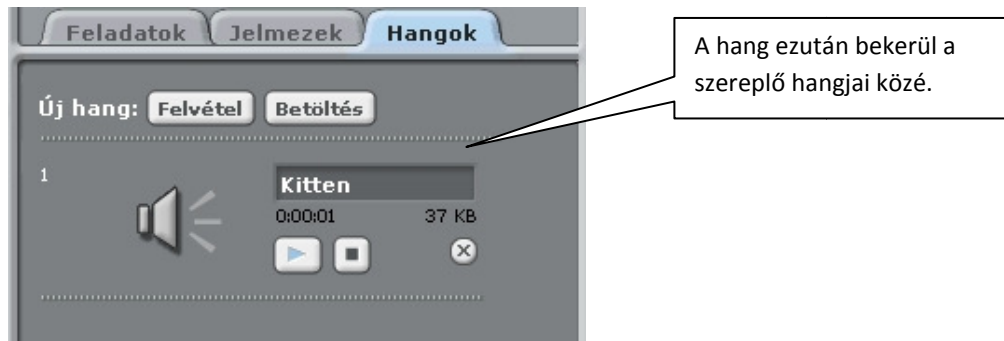 Feladatok Jelmezek Hangok
Új hang: Felvétel Betöltés
1
Kitten
0:00:01 37 KB
A hang ezután bekerül a
szereplő hangjai közé.